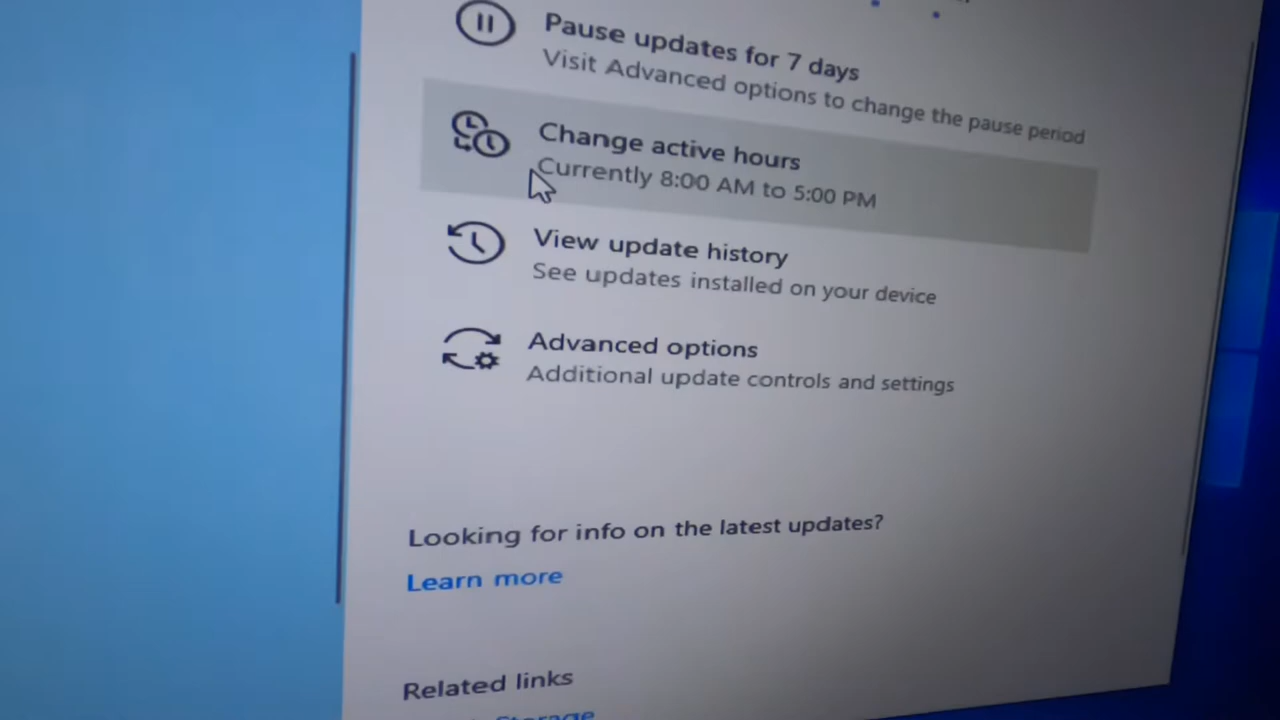 Pause updates for 7 days
Visit Advanced options to change the pause period
Change active hours
Currently 8:00 AM to 5:00 PM
View update history
See updates installed on your device
Advanced options
Additional update controls and settings
Looking for info on the latest updates?
Learn more
Related links
Storage